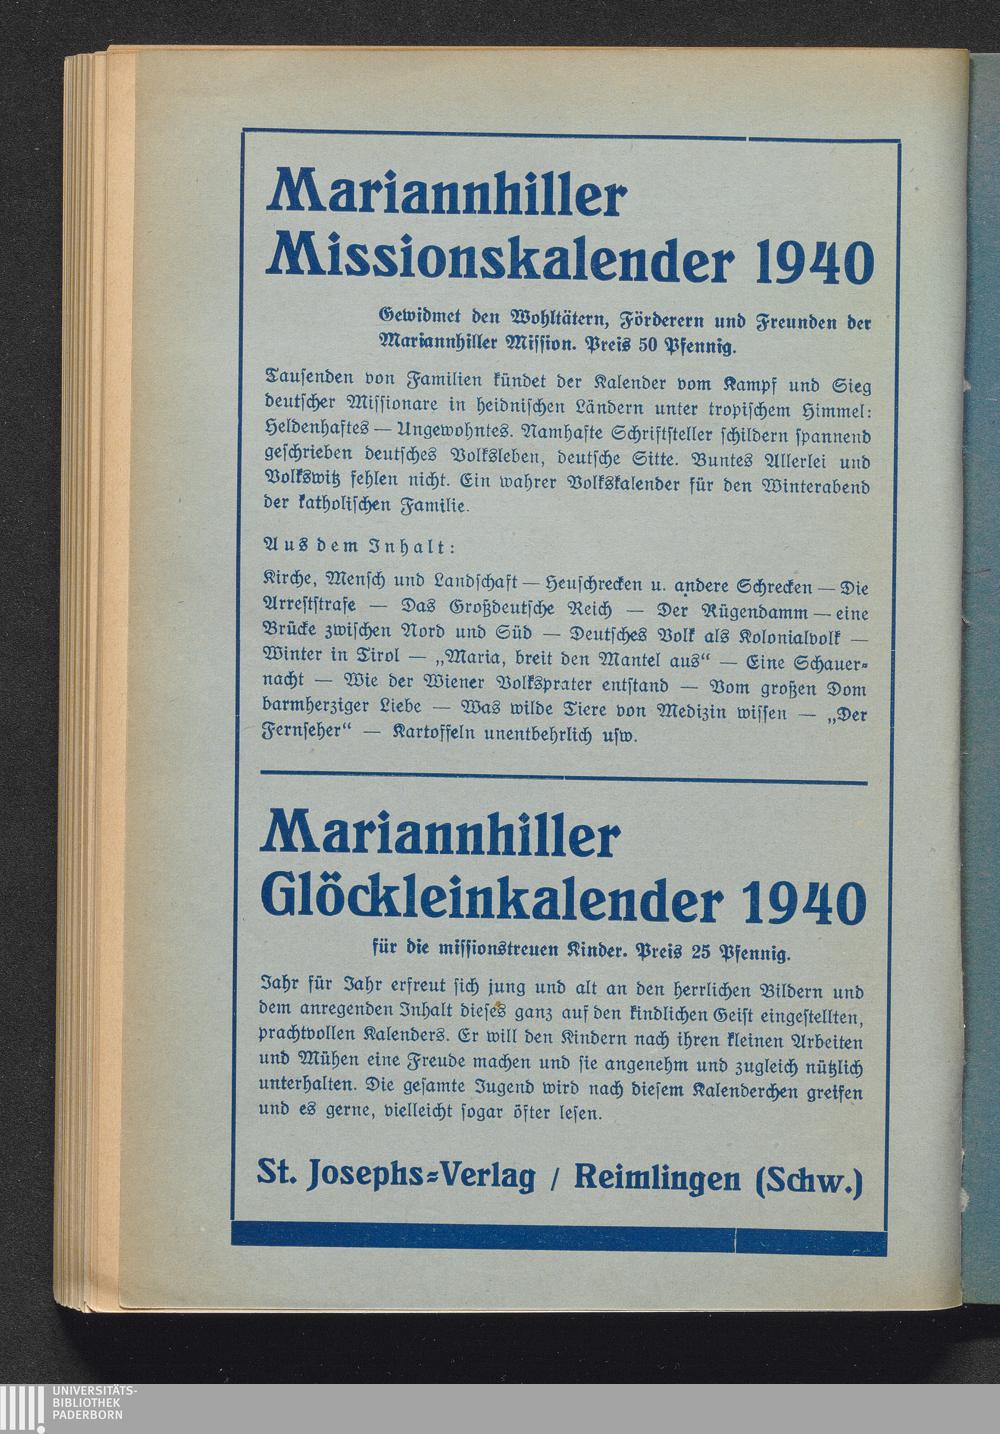 Mariannhiller
Missionskalender 1940
Gewidmet den Wohltätern, Förderern und Freunden der
Mariannhiller Mission. Preis 50 Pfennig.
Tausenden von Familien kündet der Kalender vom Kampf und Sieg
deutscher Missionare in heidnischen Ländern unter tropischem Himmel:
Heldenhaftes — Ungewohntes. Namhafte Schriftsteller schildern spannend
geschrieben deutsches Volksleben, deutsche Sitte. Buntes Allerlei und
Volkswitz fehlen nicht. Ein wahrer Volkskalender für den Winterabend
der katholischen Familie.
Aus dem Inhalt:
Kirche, Mensch und Landschaft — Heuschrecken u. andere Schrecken — Die
Arreststrafe — Das Großdeutsche Reich — Der Rügendamm — eine
Brücke zwischen Nord und Süd — Deutsches Volk als Kolonialvolk —
Winter in Tirol — „Maria, breit den Mantel aus“ — Eine Schauer-
nacht — Wie der Wiener Volksprater entstand — Vom großen Dom
barmherziger Liebe — Was wilde Tiere von Medizin wissen — „Der
Fernseher“ — Kartoffeln unentbehrlich usw.
Mariannhiller
Glöckleinkalender 1940
für die missionstreuen Kinder. Preis 25 Pfennig.
Jahr für Jahr erfreut sich jung und alt an den herrlichen Bildern und
dem anregenden Inhalt dieses ganz auf den kindlichen Geist eingestellten,
prachtvollen Kalenders. Er will den Kindern nach ihren kleinen Arbeiten
und Mühen eine Freude machen und sie angenehm und zugleich nützlich
unterhalten. Die gesamte Jugend wird nach diesem Kalenderchen greifen
und es gerne, vielleicht sogar öfter lesen.
St. Josephs-Verlag / Reimlingen (Schw.)
UNIVERSITÄTS-
BIBLIOTHEK
PADERBORN